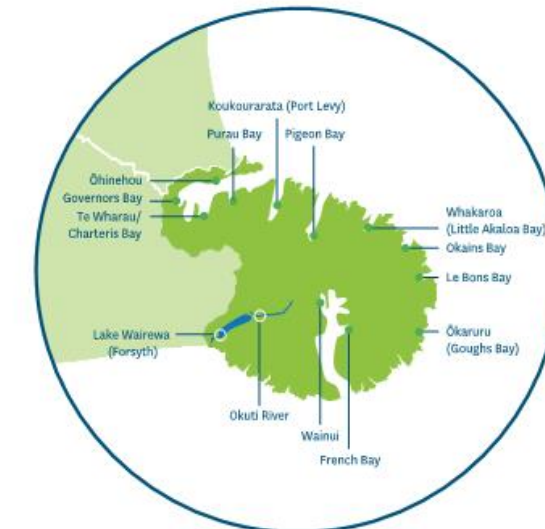 Koukourarata (Port Levy)
Purau Bay
Pigeon Bay
Ōhinehou
Governors Bay
Te Wharau/
Charteris Bay
Whakaroa
(Little Akaloa Bay)
Okains Bay
Le Bons Bay
Ōkaruru
(Goughs Bay)
Lake Wairewa
(Forsyth)
Okuti River
Wainui
French Bay